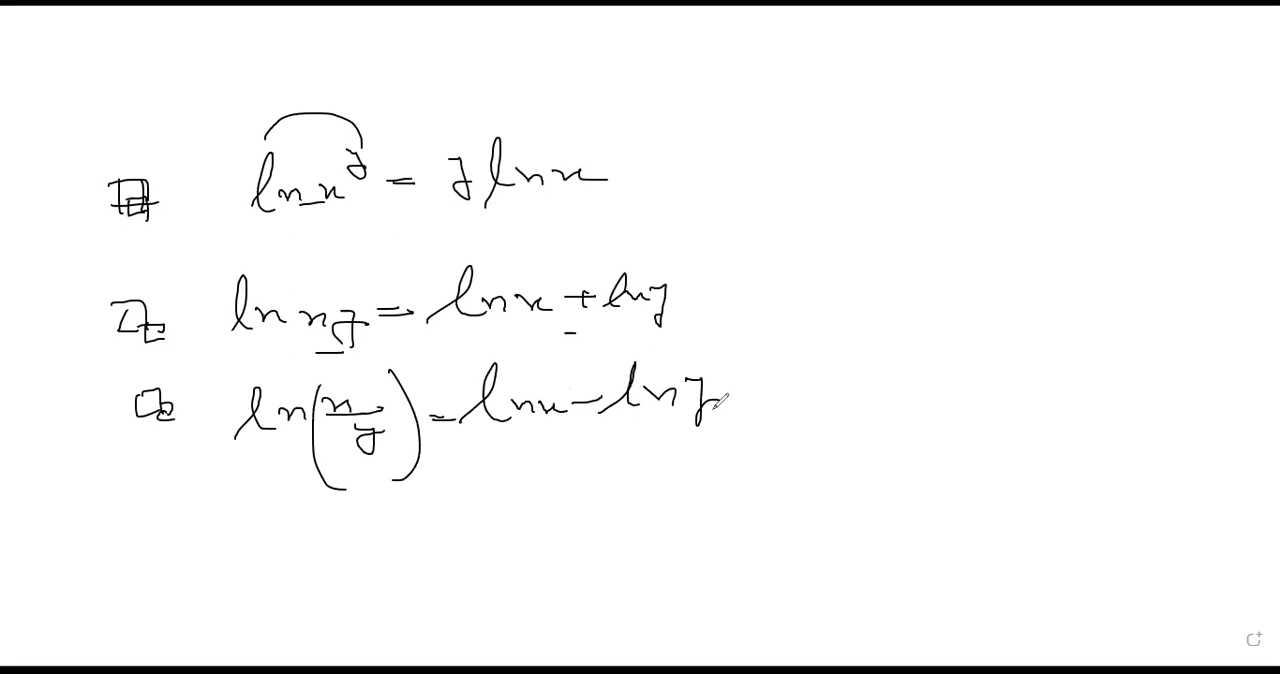 ln x^y = y ln x
ln xy = ln x + ln y
ln(x/y) = ln x - ln y